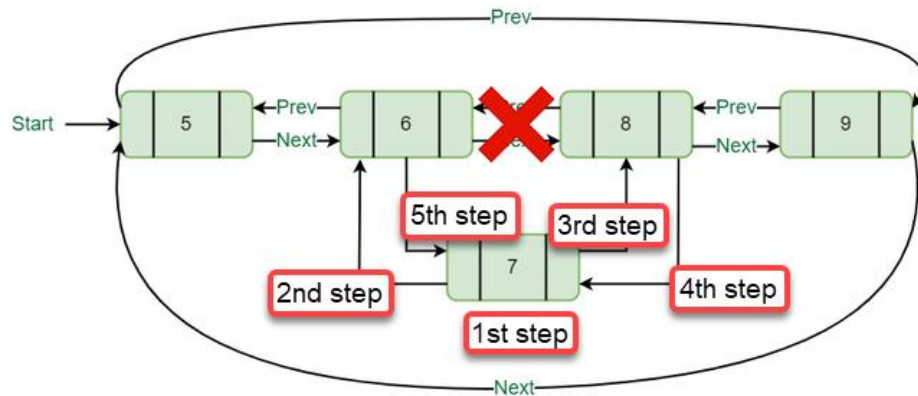 Prev
Start
5
Prev
Next
6
8
Prev
Next
9
5th step
3rd step
7
2nd step
4th step
1st step
Next